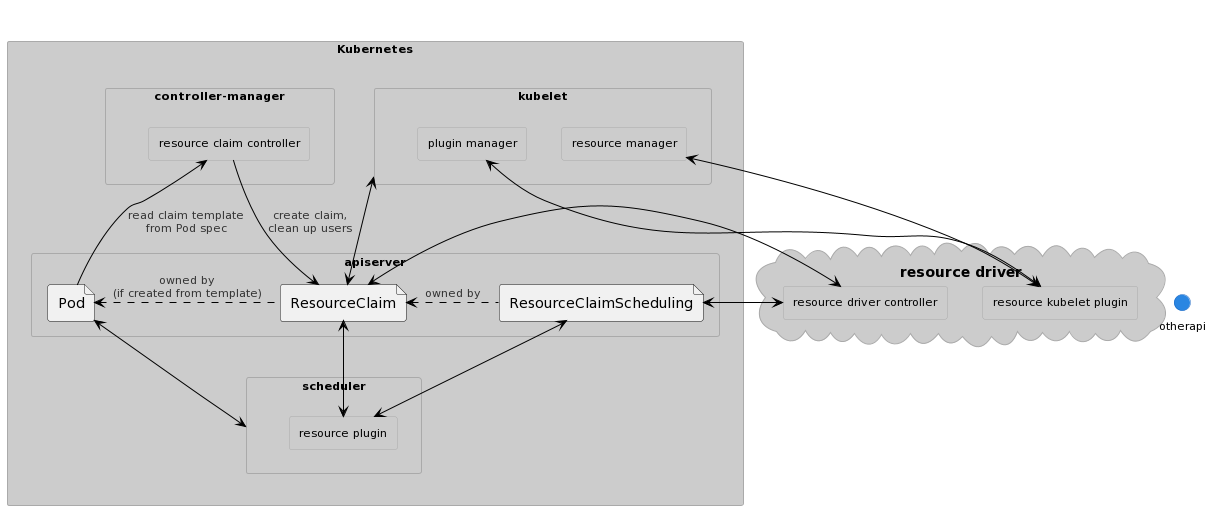 Kubernetes
controller-manager
kubelet
resource claim controller
plugin manager
resource manager
read claim template
from Pod spec
create claim,
clean up users
apiserver
resource driver
owned by
(if created from template)
owned by
Pod
ResourceClaim
ResourceClaimScheduling
resource driver controller
resource kubelet plugin
otherapi
scheduler
resource plugin